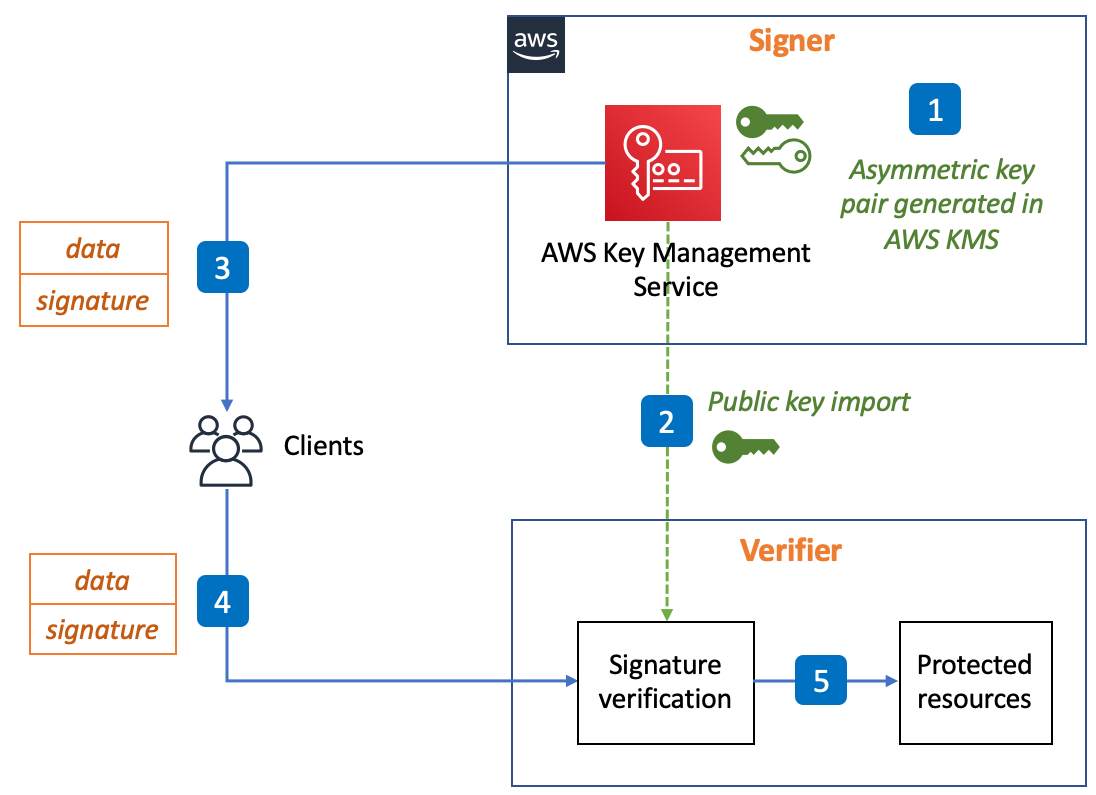 aws
Signer
1
Asymmetric key
pair generated in
AWS KMS
AWS Key Management
Service
3
data
signature
2
Public key import
Clients
4
data
signature
Verifier
Signature
verification
5
Protected
resources